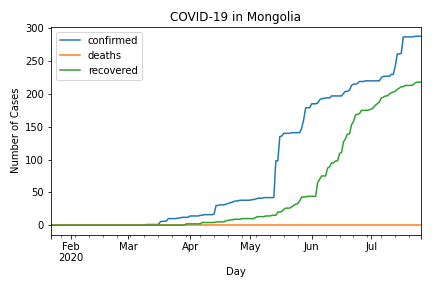 COVID-19 in Mongolia
confirmed
deaths
recovered
Number of Cases
300
250
200
150
100
50
0
Feb
2020
Mar
Apr
May
Jun
Jul
Day